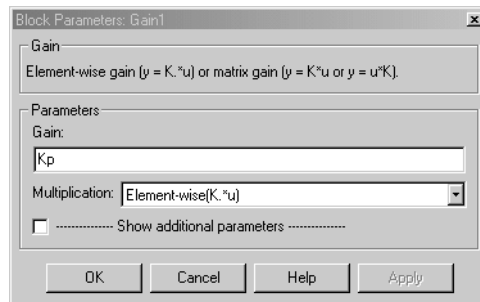 Block Parameters: Gain1
Gain
Element-wise gain (y = K.*u) or matrix gain (y = K*u or y = u*K).
Parameters
Gain:
Kp
Multiplication: Element-wise(K.*u)
-------------- Show additional parameters --------------
OK Cancel Help Apply